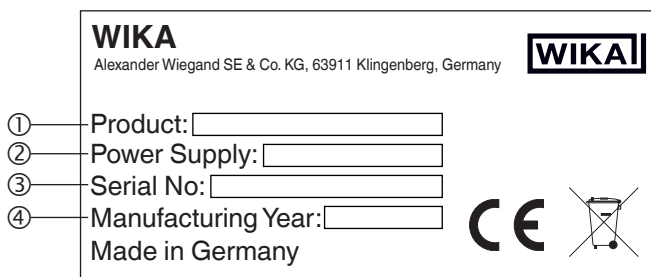 WIKA
Alexander Wiegand SE & Co. KG, 63911 Klingenberg, Germany
WIKA
① Product:
② Power Supply:
③ Serial No:
④ Manufacturing Year:
Made in Germany
CE